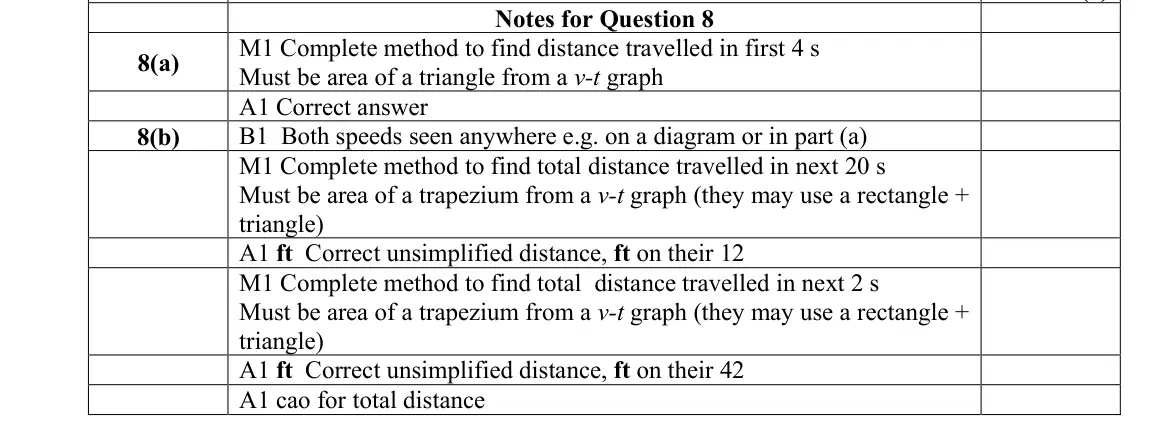 Notes for Question 8
8(a)
M1 Complete method to find distance travelled in first 4 s
Must be area of a triangle from a v-t graph
A1 Correct answer
8(b)
B1  Both speeds seen anywhere e.g. on a diagram or in part (a)
M1 Complete method to find total distance travelled in next 20 s
Must be area of a trapezium from a v-t graph (they may use a rectangle +
triangle)
A1 ft  Correct unsimplified distance, ft on their 12
M1 Complete method to find total  distance travelled in next 2 s
Must be area of a trapezium from a v-t graph (they may use a rectangle +
triangle)
A1 ft  Correct unsimplified distance, ft on their 42
A1 cao for total distance